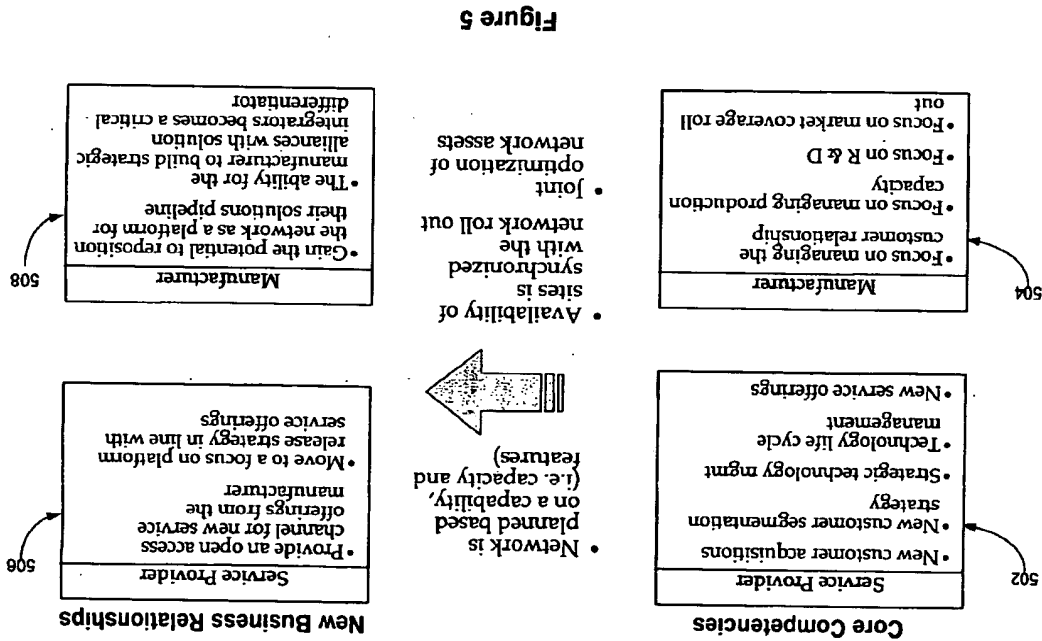 Core Competencies
New Business Relationships
502
Service Provider
• New customer acquisitions
• New customer segmentation
strategy
• Strategic technology mgmt
• Technology life cycle
management
• New service offerings
• Network is
planned based
on a capability,
(i.e. capacity and
features)
Service Provider
• Provide an open access
channel for new service
offerings from the
manufacturer
• Move to a focus on platform
release strategy in line with
service offerings
506
504
Manufacturer
• Focus on managing the
customer relationship
• Focus on managing production
capacity
• Focus on R & D
• Focus on market coverage roll
out
• Availability of
sites is
synchronized
with the
network roll out
• Joint
optimization of
network assets
Manufacturer
• Gain the potential to reposition
the network as a platform for
their solutions pipeline
• The ability for the
manufacturer to build strategic
alliances with solution
integrators becomes a critical
differentiator
508
Figure 5